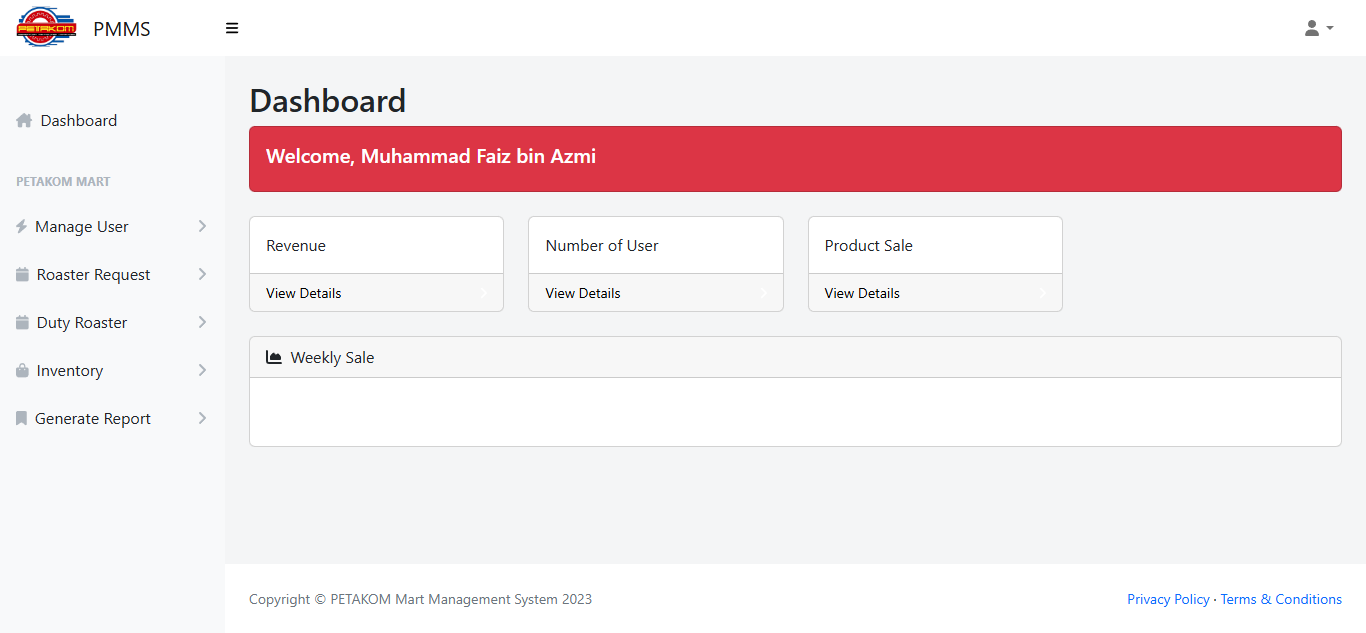 PETAKOM
PMMS
Dashboard
PETAKOM MART
Manage User
Roaster Request
Duty Roaster
Inventory
Generate Report
Dashboard
Welcome, Muhammad Faiz bin Azmi
Revenue
View Details
Number of User
View Details
Product Sale
View Details
Weekly Sale
Copyright © PETAKOM Mart Management System 2023
Privacy Policy · Terms & Conditions